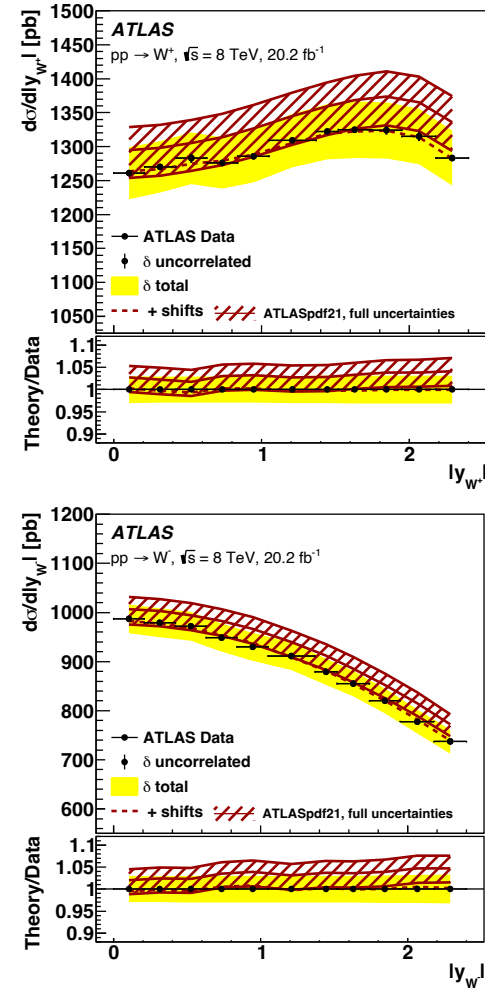 1500
1450
1400
1350
1300
1250
1200
1150
1100
1050
dσ/d|y_W⁺| [pb]
ATLAS
pp → W⁺, √s = 8 TeV, 20.2 fb⁻¹
ATLAS Data
δ uncorrelated
δ total
+ shifts
ATLASpdf21, full uncertainties
1.1
1.05
1
0.95
0.9
Theory/Data
0 1 2
|y_W⁺|
1200
1100
1000
900
800
700
600
dσ/d|y_W⁻| [pb]
ATLAS
pp → W⁻, √s = 8 TeV, 20.2 fb⁻¹
ATLAS Data
δ uncorrelated
δ total
+ shifts
ATLASpdf21, full uncertainties
1.1
1.05
1
0.95
0.9
Theory/Data
0 1 2
|y_W⁻|